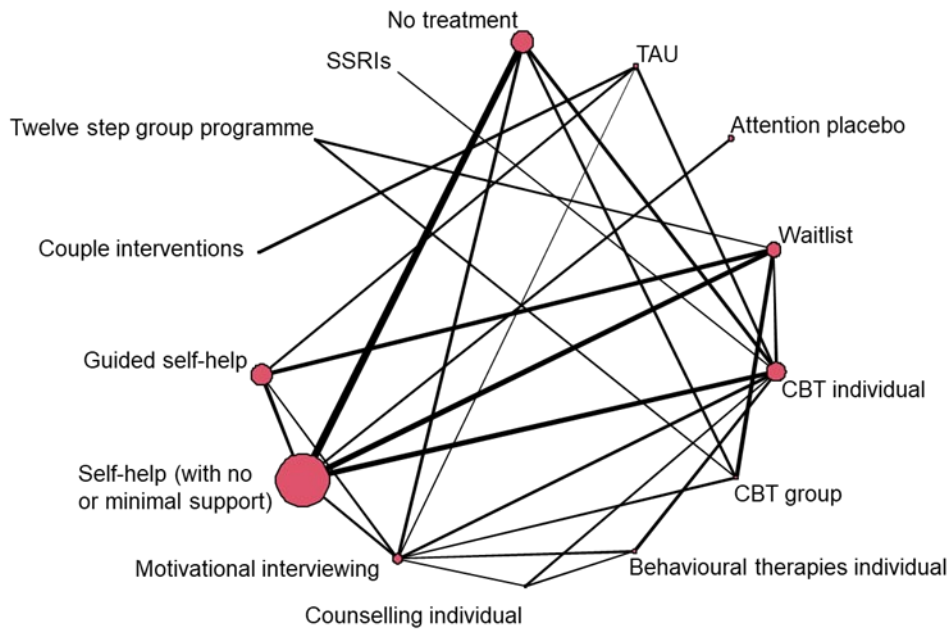 No treatment
SSRIs
TAU
Twelve step group programme
Attention placebo
Couple interventions
Waitlist
Guided self-help
CBT individual
Self-help (with no
or minimal support)
CBT group
Motivational interviewing
Behavioural therapies individual
Counselling individual